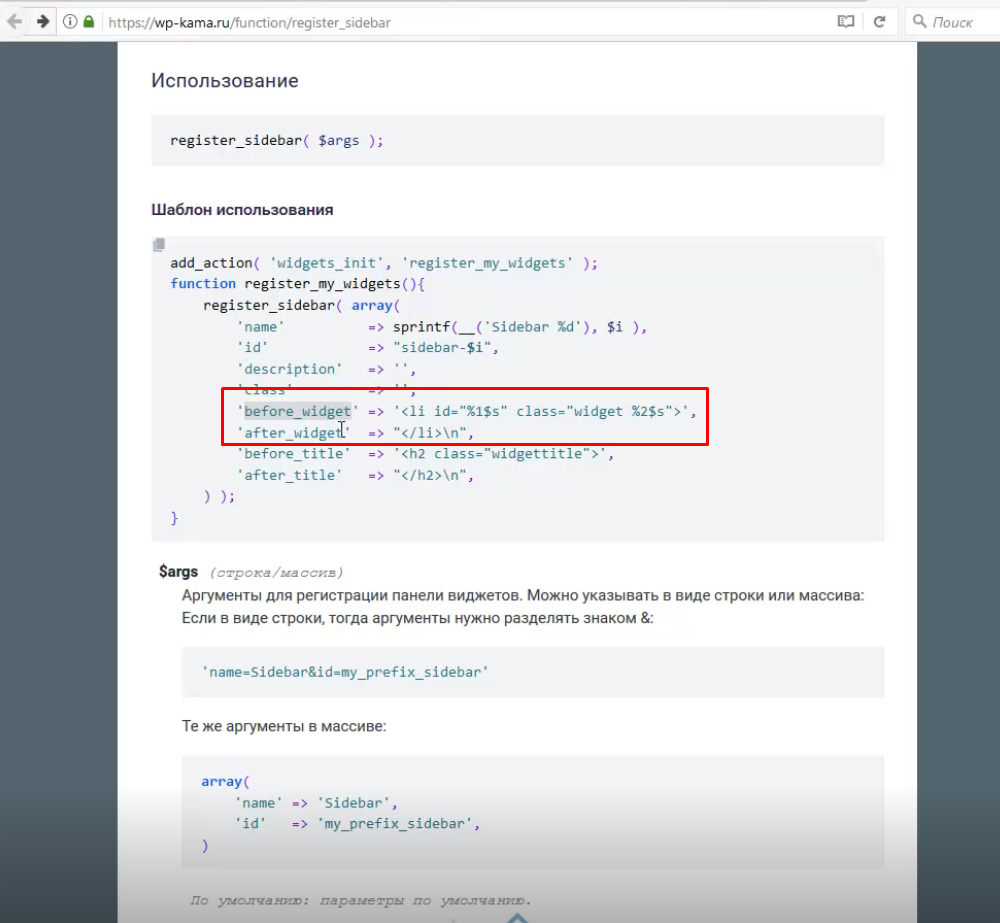 https://wp-kama.ru/function/register_sidebar
Поиск
Использование
register_sidebar( $args );
Шаблон использования
add_action( 'widgets_init', 'register_my_widgets' );
function register_my_widgets(){
register_sidebar( array(
'name' => sprintf(__('Sidebar %d'), $i ),
'id' => "sidebar-$i",
'description' => '',
'class' => '',
'before_widget' => '<li id="%1$s" class="widget %2$s">',
'after_widget' => "</li>\n",
'before_title' => '<h2 class="widgettitle">',
'after_title' => "</h2>\n",
) );
}
$args (строка/массив)
Аргументы для регистрации панели виджетов. Можно указывать в виде строки или массива:
Если в виде строки, тогда аргументы нужно разделять знаком &:
'name=Sidebar&id=my_prefix_sidebar'
Те же аргументы в массиве:
array(
'name' => 'Sidebar',
'id' => 'my_prefix_sidebar',
)
По умолчанию: параметры по умолчанию.